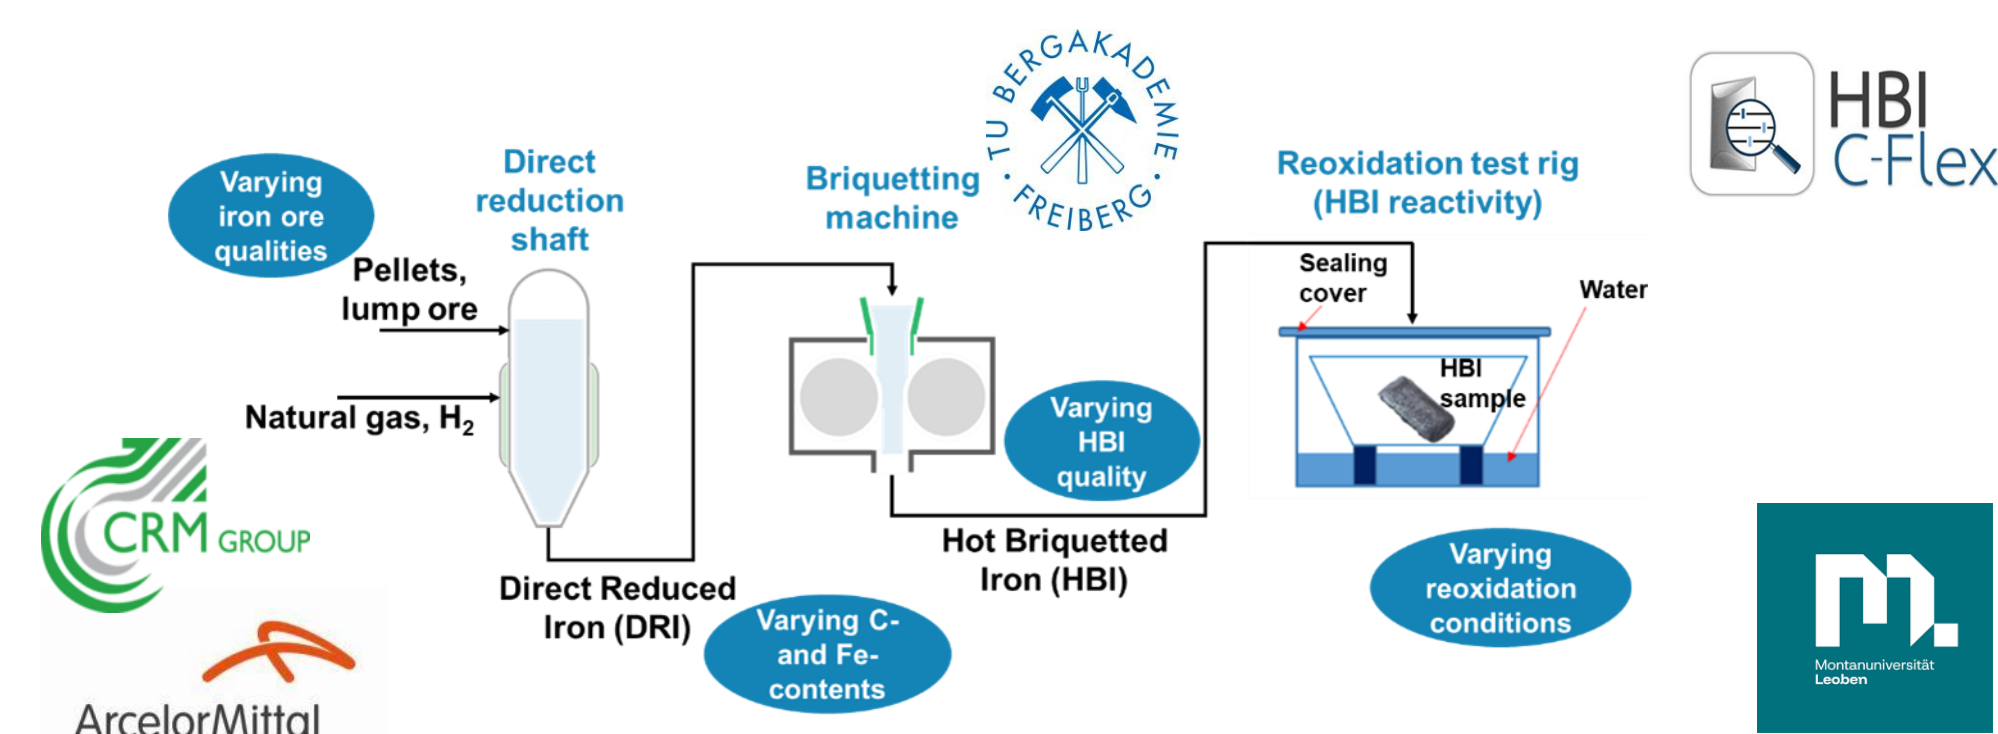 TU BERGAKADEMIE
· FREIBERG ·
HBI
C-Flex
Varying
iron ore
qualities
Direct
reduction
shaft
Briquetting
machine
Reoxidation test rig
(HBI reactivity)
Pellets,
lump ore
Sealing
cover
Water
HBI
sample
Natural gas, H₂
Varying
HBI
quality
CRM GROUP
Hot Briquetted
Iron (HBI)
Direct Reduced
Iron (DRI)
Varying C-
and Fe-
contents
Varying
reoxidation
conditions
ArcelorMittal
Montanuniversität
Leoben